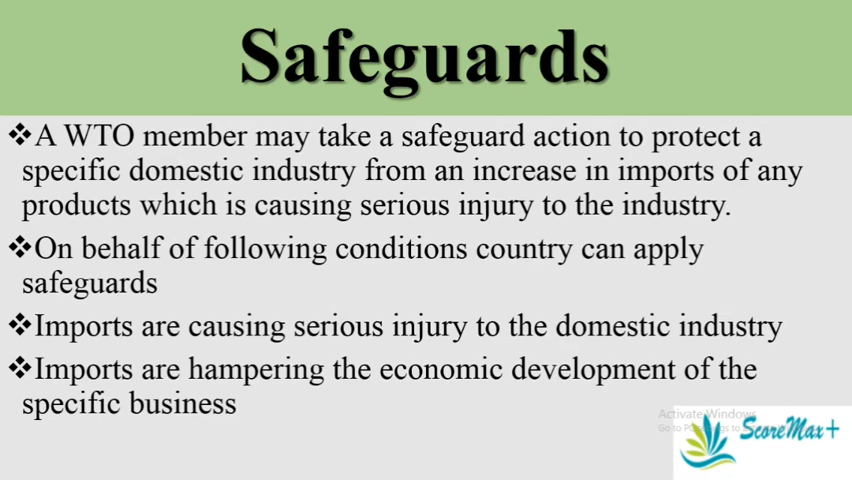 Safeguards
❖A WTO member may take a safeguard action to protect a
specific domestic industry from an increase in imports of any
products which is causing serious injury to the industry.
❖On behalf of following conditions country can apply
safeguards
❖Imports are causing serious injury to the domestic industry
❖Imports are hampering the economic development of the
specific business
Activate Windows
Go to
ScoreMax+